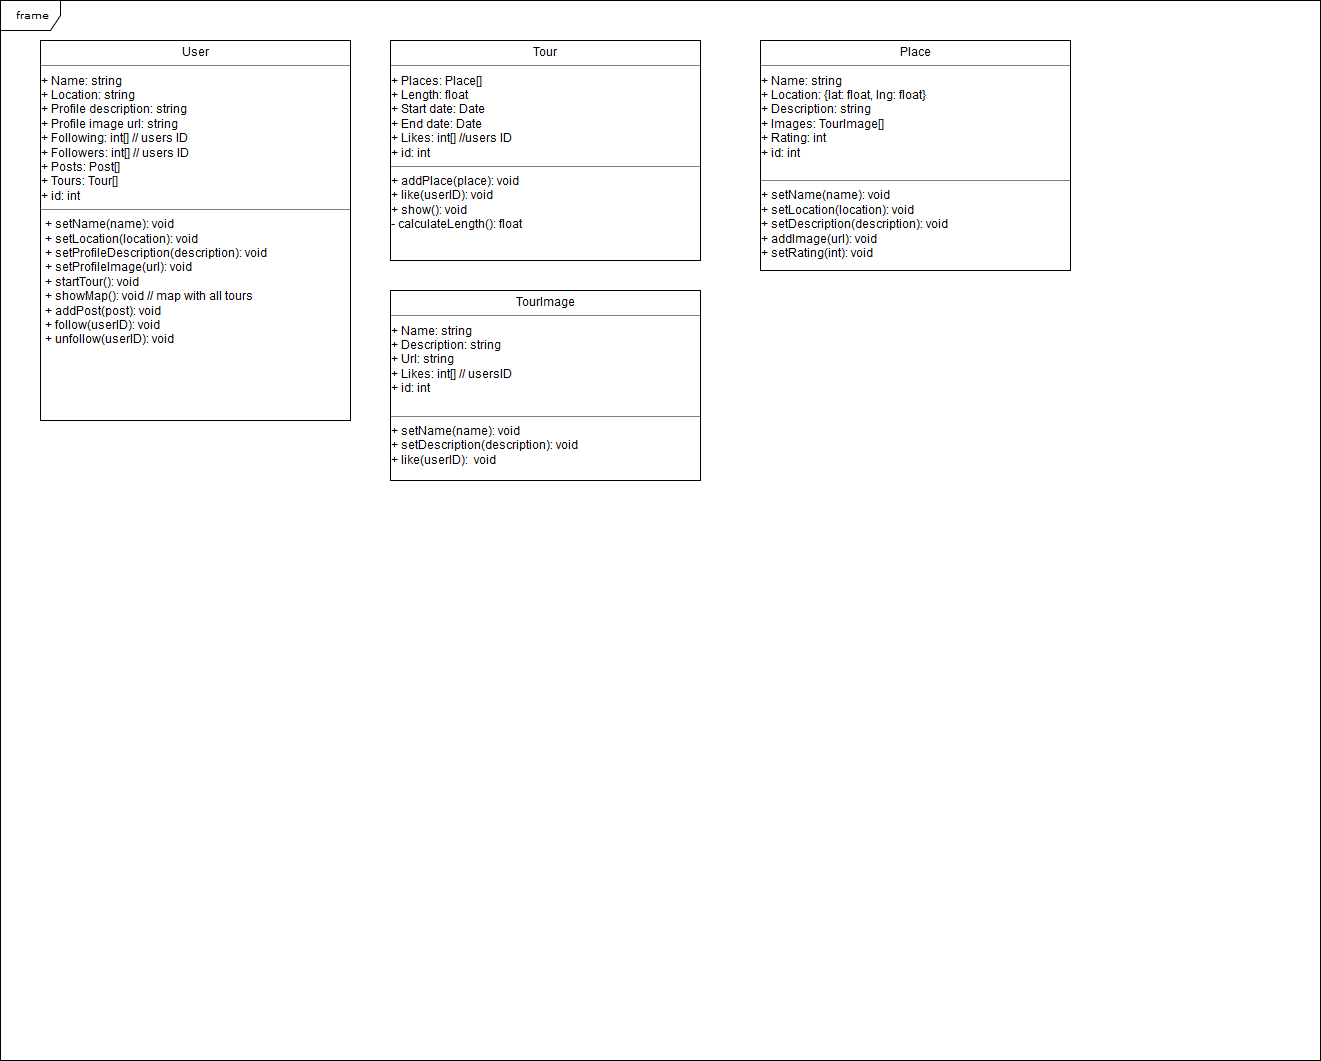 frame
User
+ Name: string
+ Location: string
+ Profile description: string
+ Profile image url: string
+ Following: int[] // users ID
+ Followers: int[] // users ID
+ Posts: Post[]
+ Tours: Tour[]
+ id: int
+ setName(name): void
+ setLocation(location): void
+ setProfileDescription(description): void
+ setProfileImage(url): void
+ startTour(): void
+ showMap(): void // map with all tours
+ addPost(post): void
+ follow(userID): void
+ unfollow(userID): void
Tour
+ Places: Place[]
+ Length: float
+ Start date: Date
+ End date: Date
+ Likes: int[] //users ID
+ id: int
+ addPlace(place): void
+ like(userID): void
+ show(): void
- calculateLength(): float
TourImage
+ Name: string
+ Description: string
+ Url: string
+ Likes: int[] // usersID
+ id: int
+ setName(name): void
+ setDescription(description): void
+ like(userID):  void
Place
+ Name: string
+ Location: {lat: float, lng: float}
+ Description: string
+ Images: TourImage[]
+ Rating: int
+ id: int
+ setName(name): void
+ setLocation(location): void
+ setDescription(description): void
+ addImage(url): void
+ setRating(int): void